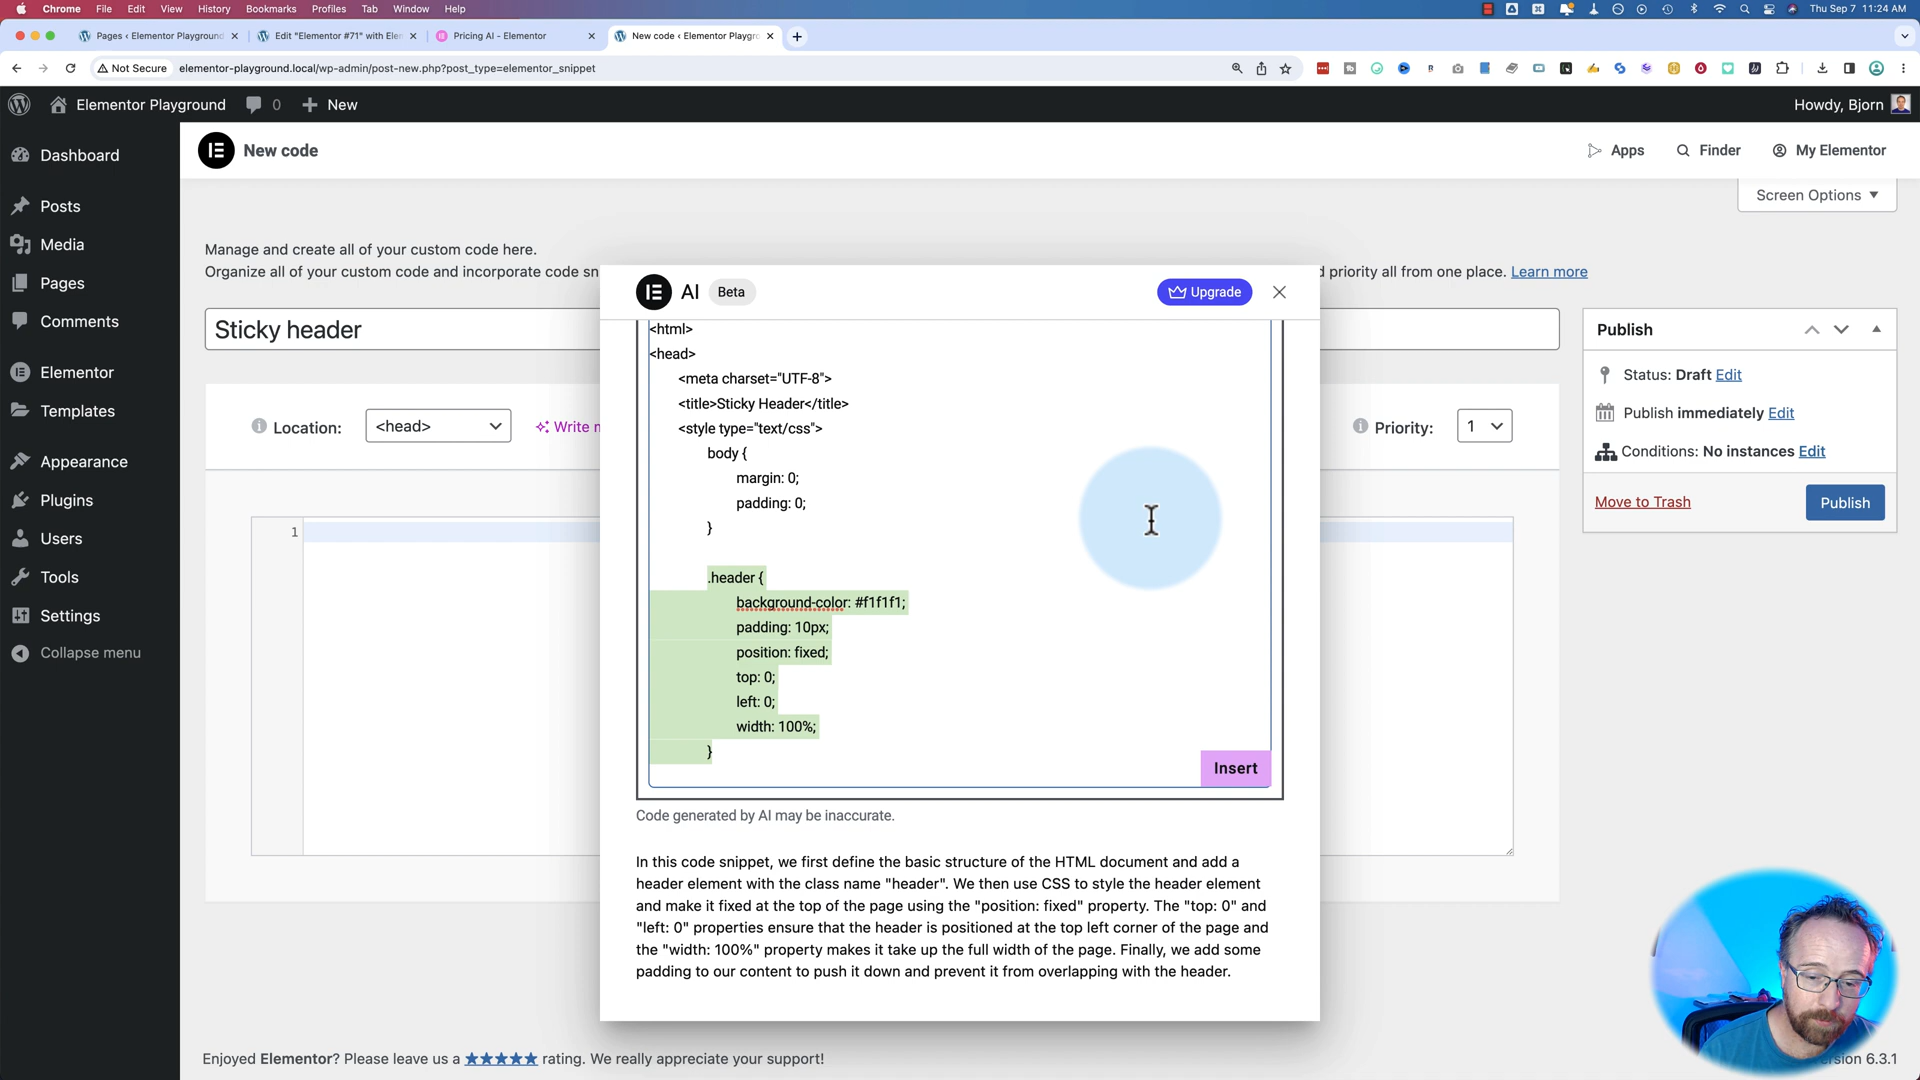 Chrome File Edit View History Bookmarks Profiles Tab Window Help
Thu Sep 7 11:24 AM
Pages ‹ Elementor Playground
Edit "Elementor #71" with Elem
Pricing AI - Elementor
New code ‹ Elementor Playgro
Not Secure elementor-playground.local/wp-admin/post-new.php?post_type=elementor_snippet
Elementor Playground 0 New
Howdy, Bjorn
Dashboard
Posts
Media
Pages
Comments
Elementor
Templates
Appearance
Plugins
Users
Tools
Settings
Collapse menu
New code
Apps
Finder
My Elementor
Screen Options
Manage and create all of your custom code here.
Organize all of your custom code and incorporate code sn
d priority all from one place. Learn more
Sticky header
Location:
<head>
Write m
Priority:
1
1
AI Beta
Upgrade
<html>
<head>
<meta charset="UTF-8">
<title>Sticky Header</title>
<style type="text/css">
body {
margin: 0;
padding: 0;
}
.header {
background-color: #f1f1f1;
padding: 10px;
position: fixed;
top: 0;
left: 0;
width: 100%;
}
Insert
Code generated by AI may be inaccurate.
In this code snippet, we first define the basic structure of the HTML document and add a
header element with the class name "header". We then use CSS to style the header element
and make it fixed at the top of the page using the "position: fixed" property. The "top: 0" and
"left: 0" properties ensure that the header is positioned at the top left corner of the page and
the "width: 100%" property makes it take up the full width of the page. Finally, we add some
padding to our content to push it down and prevent it from overlapping with the header.
Publish
Status: Draft Edit
Publish immediately Edit
Conditions: No instances Edit
Move to Trash
Publish
Enjoyed Elementor? Please leave us a ★★★★★ rating. We really appreciate your support!
ersion 6.3.1